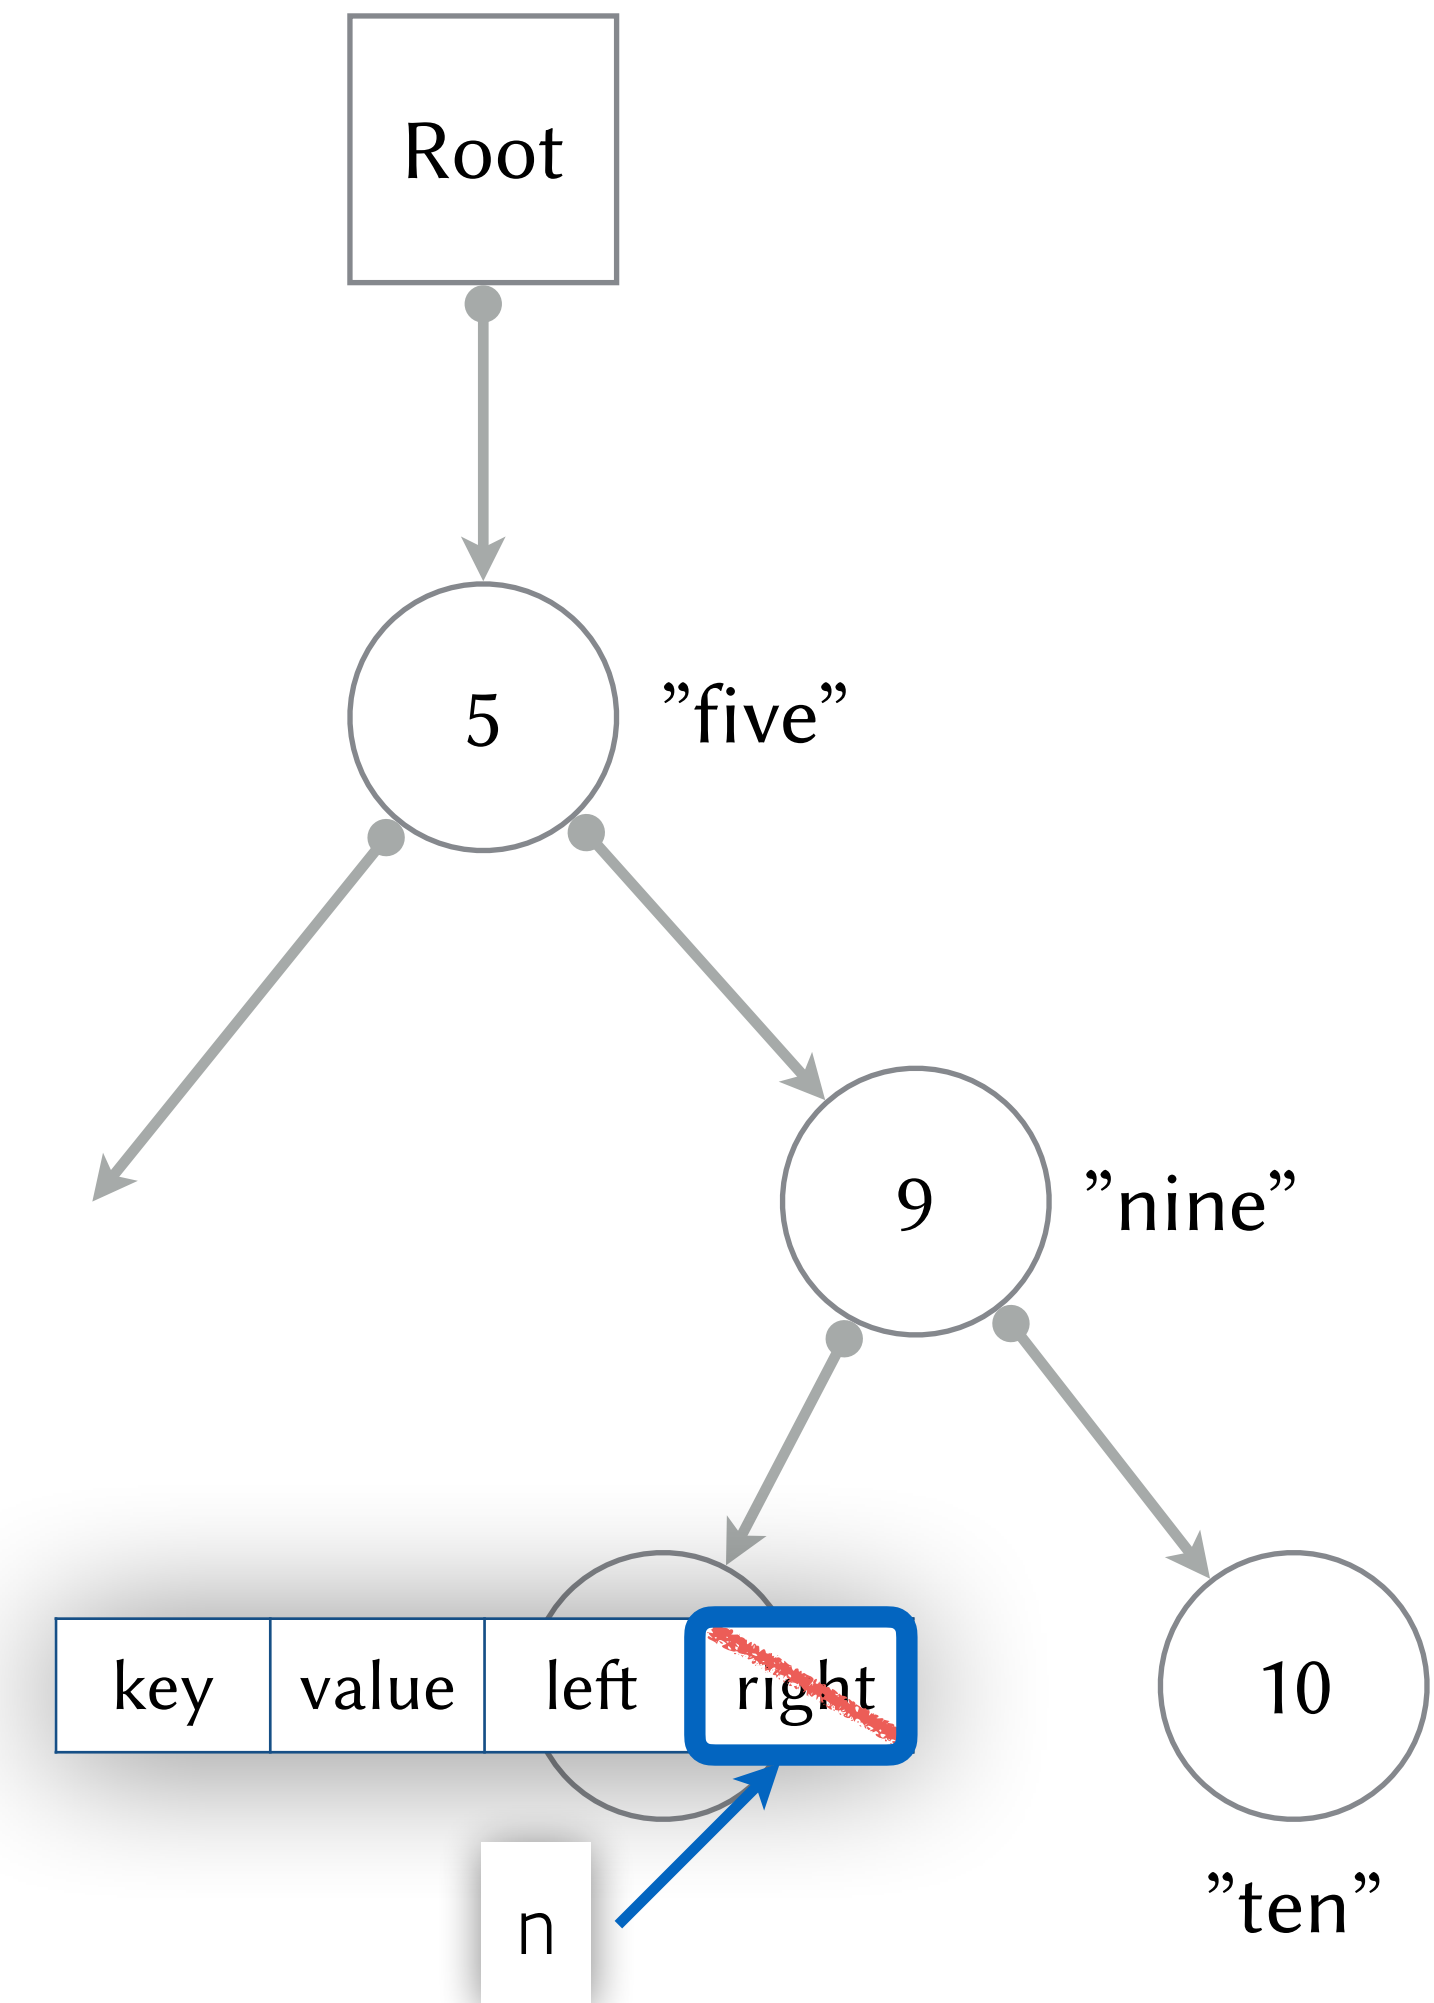 Root
5 ”five”
9 ”nine”
key value left right
10
”ten”
n